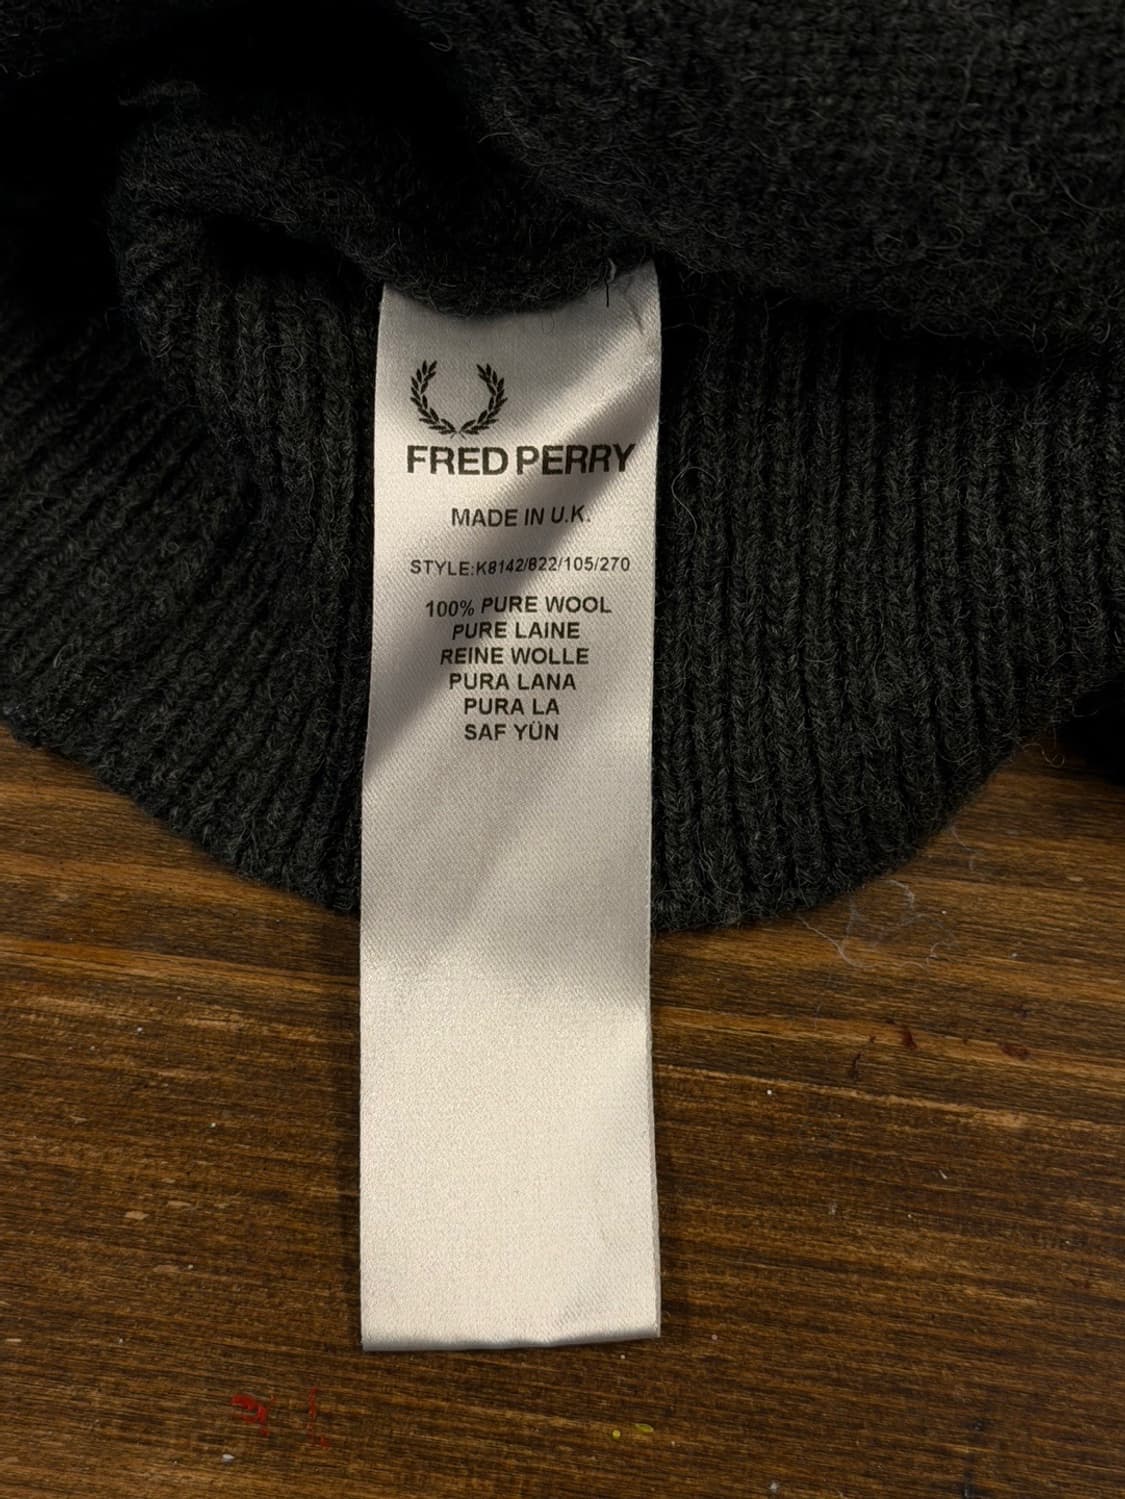 FRED PERRY
MADE IN U.K.
STYLE:K8142/822/105/270
100% PURE WOOL
PURE LAINE
REINE WOLLE
PURA LANA
PURA LA
SAF YÜN